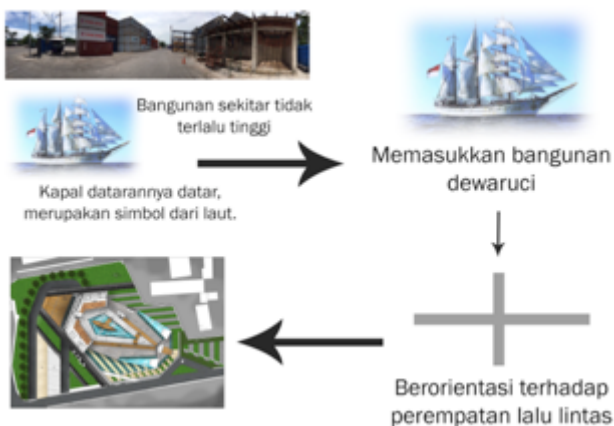 Bangunan sekitar tidak
terlalu tinggi
Kapal datarannya datar,
merupakan simbol dari laut.
Memasukkan bangunan
dewaruci
Berorientasi terhadap
perempatan lalu lintas